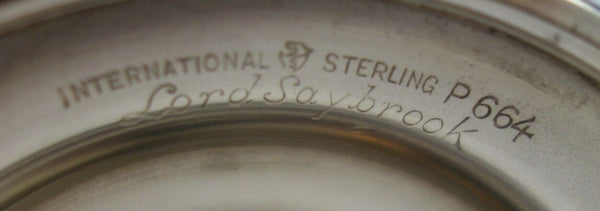 INTERNATIONAL STERLING P664
Lord Saybrook